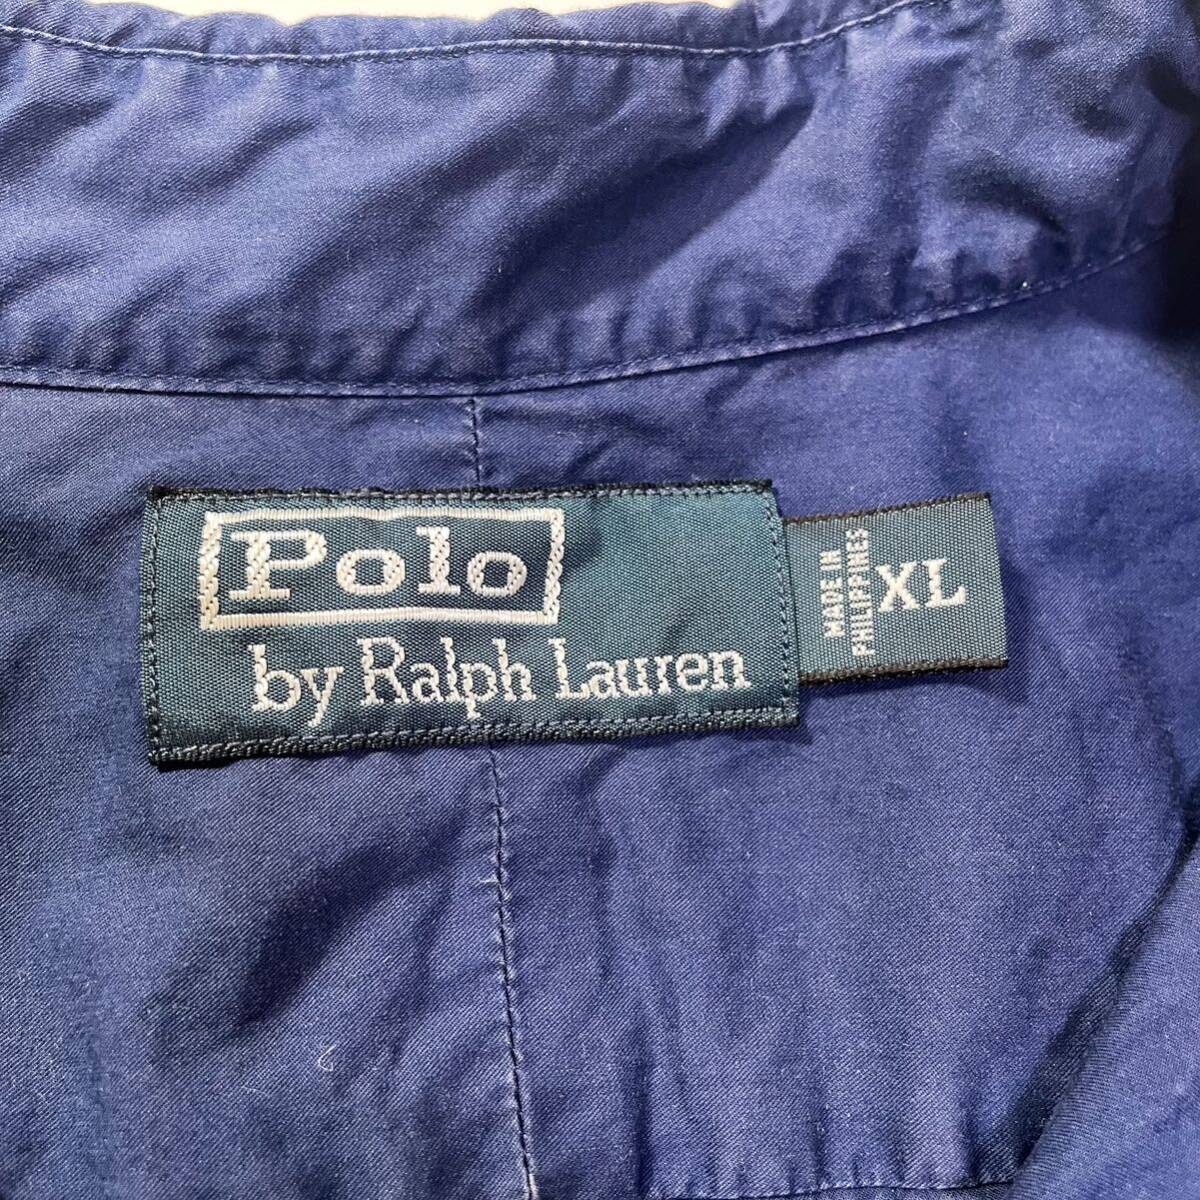 Polo
by Ralph Lauren
MADE IN
PHILIPPINES
XL